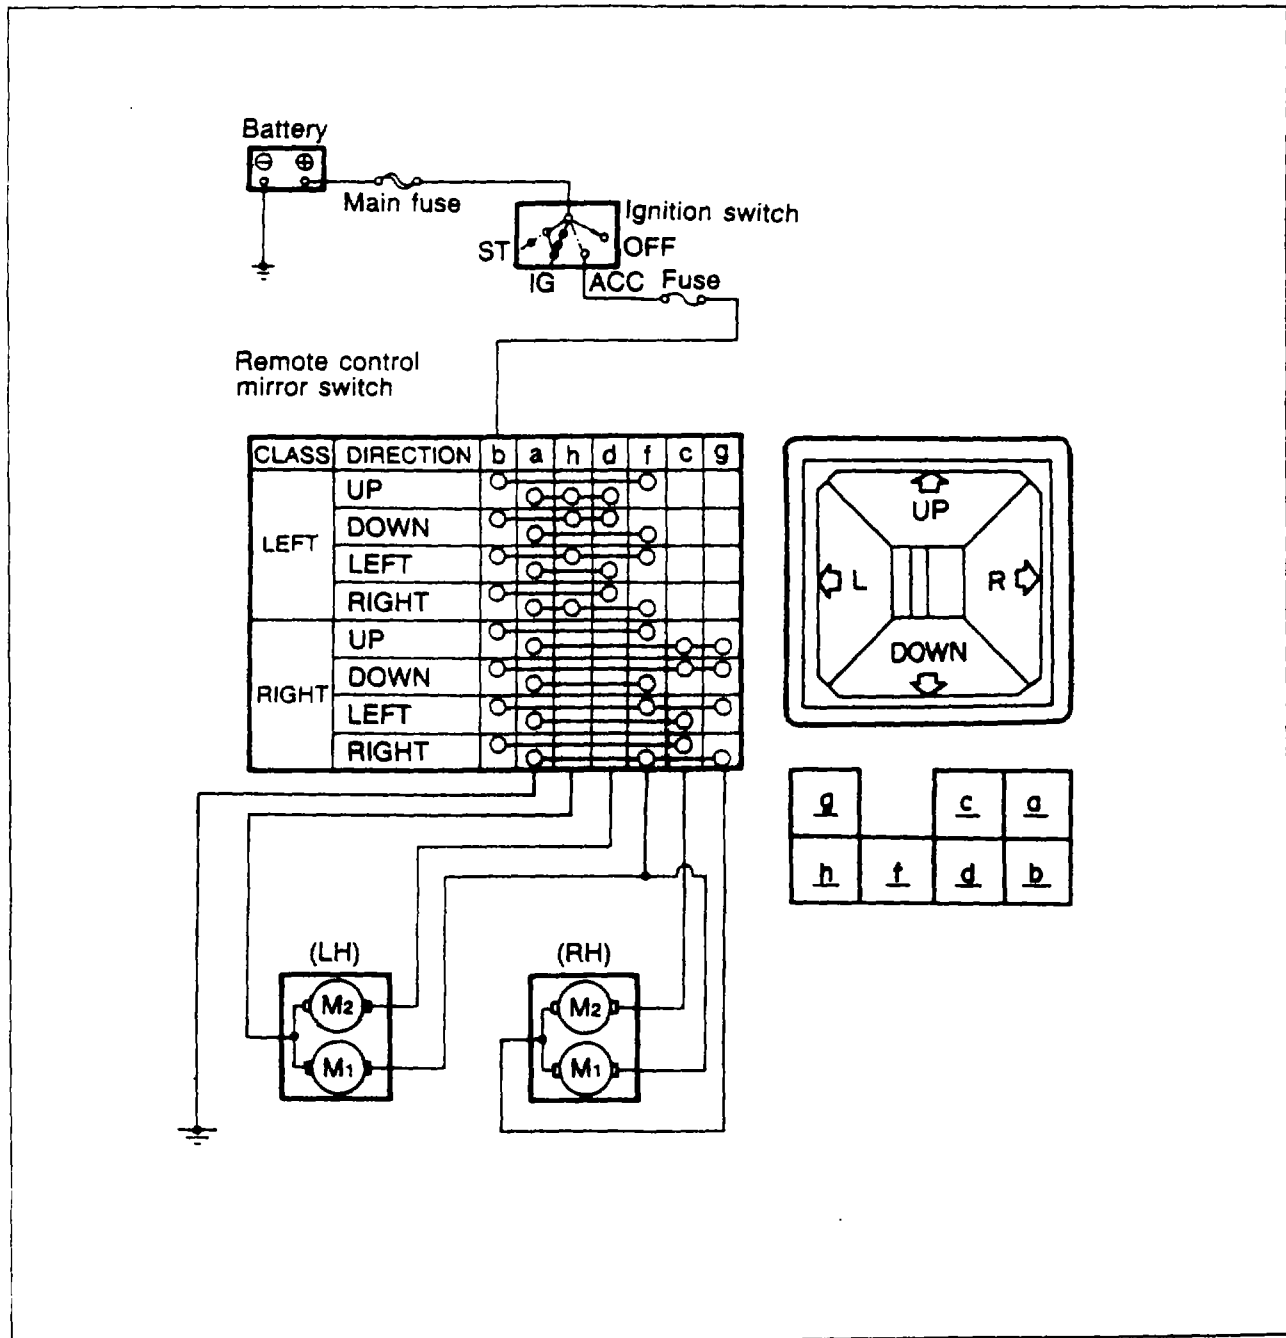 Battery
⊖ ⊕
Main fuse
Ignition switch
ST
OFF
IG
ACC
Fuse
Remote control
mirror switch
CLASS DIRECTION b a h d f c g
LEFT
UP
DOWN
LEFT
RIGHT
RIGHT
UP
DOWN
LEFT
RIGHT
UP
L
R
DOWN
g c a
h f d b
(LH)
M2
M1
(RH)
M2
M1